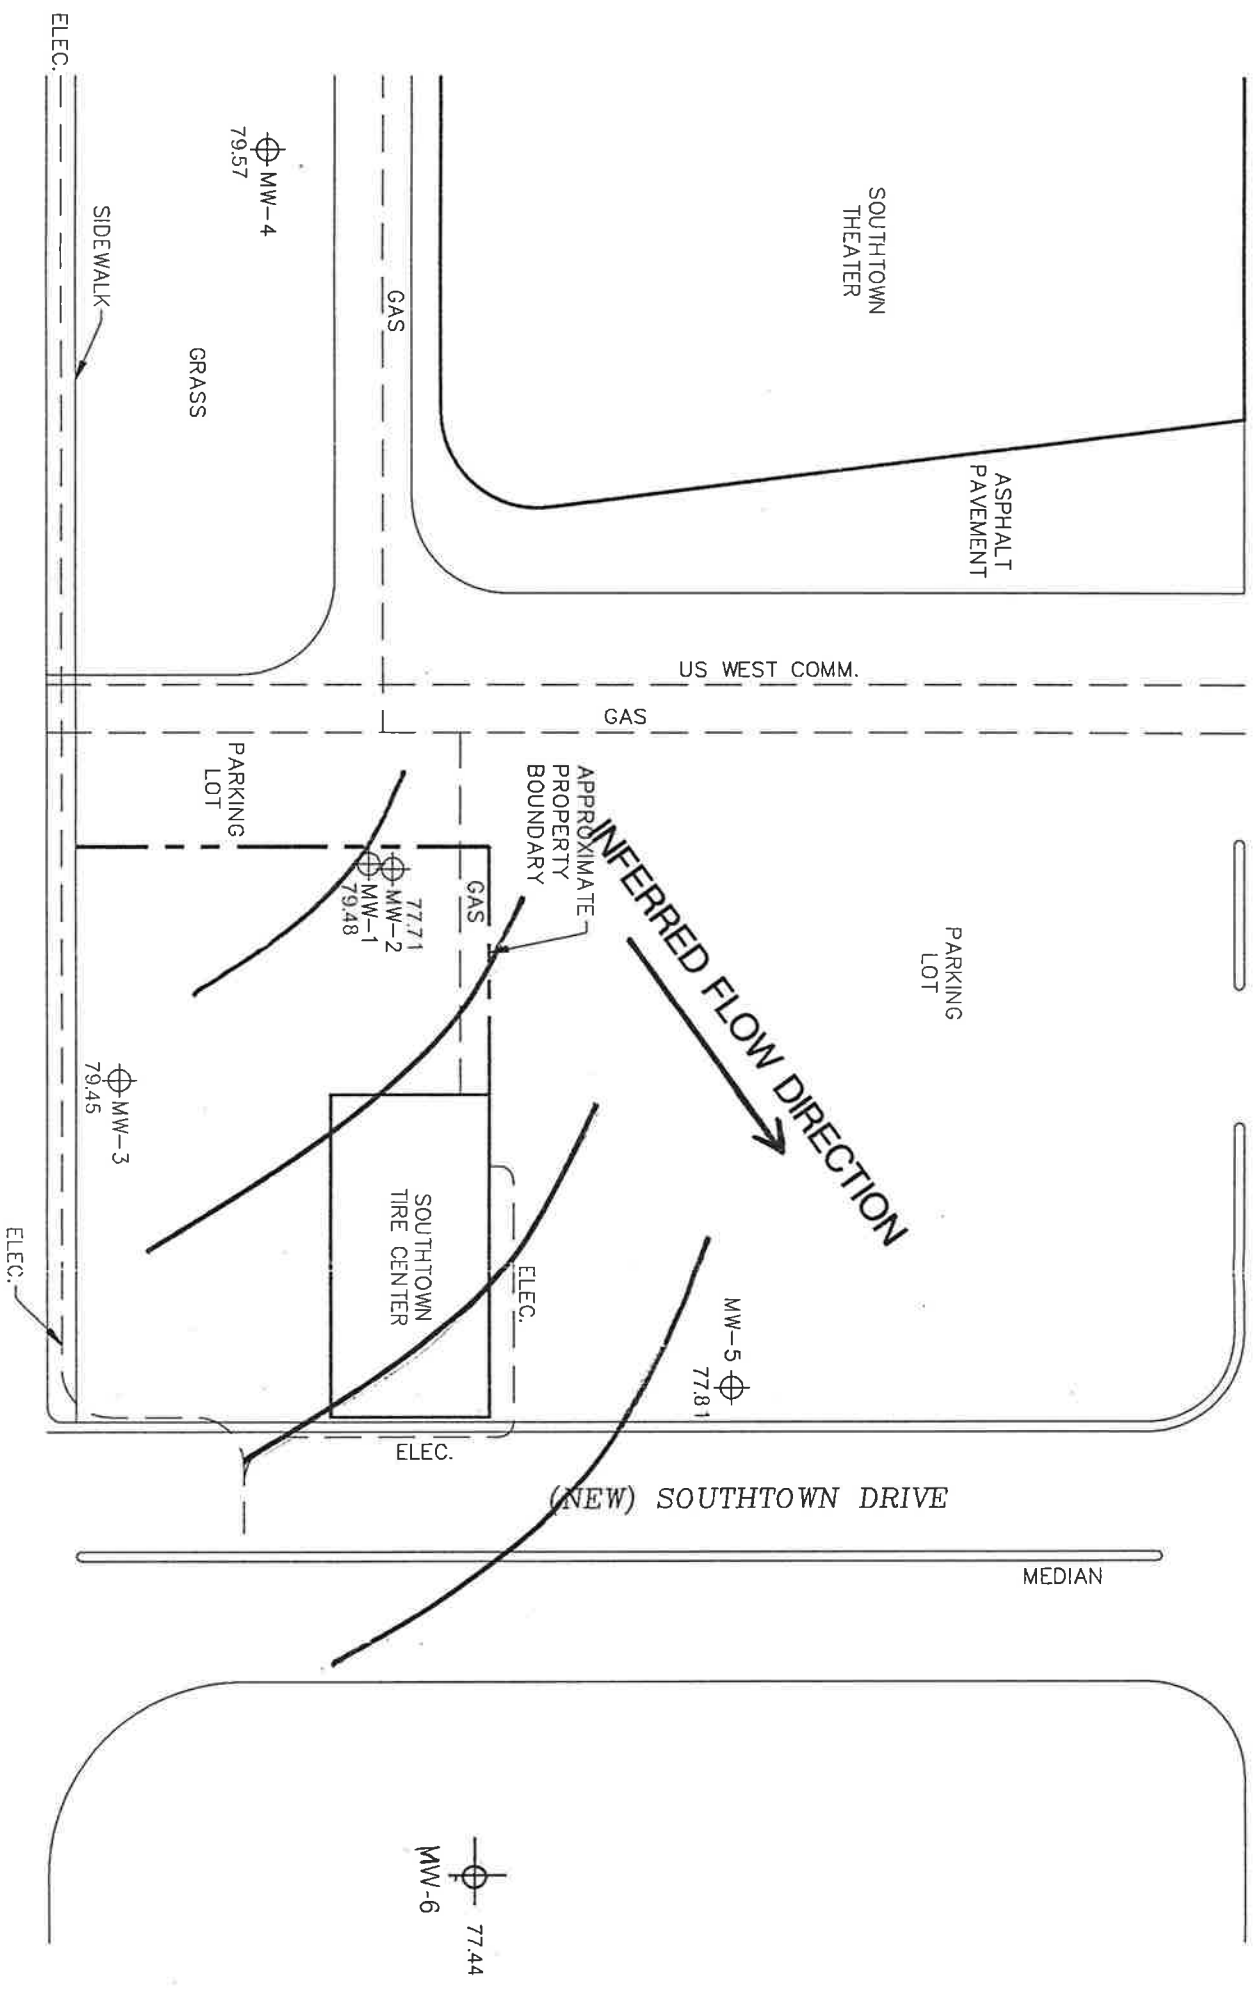 ELEC.
MW-4
79.57
SIDEWALK
GRASS
GAS
SOUTHTOWN
THEATER
ASPHALT
PAVEMENT
US WEST COMM.
GAS
PARKING
LOT
APPROXIMATE
PROPERTY
BOUNDARY
INFERRED FLOW DIRECTION
GAS
77.71
MW-2
MW-1
79.48
PARKING
LOT
MW-3
79.45
SOUTHTOWN
TIRE CENTER
ELEC.
ELEC.
MW-5
77.81
ELEC.
(NEW) SOUTHTOWN DRIVE
MEDIAN
MW-6
77.44